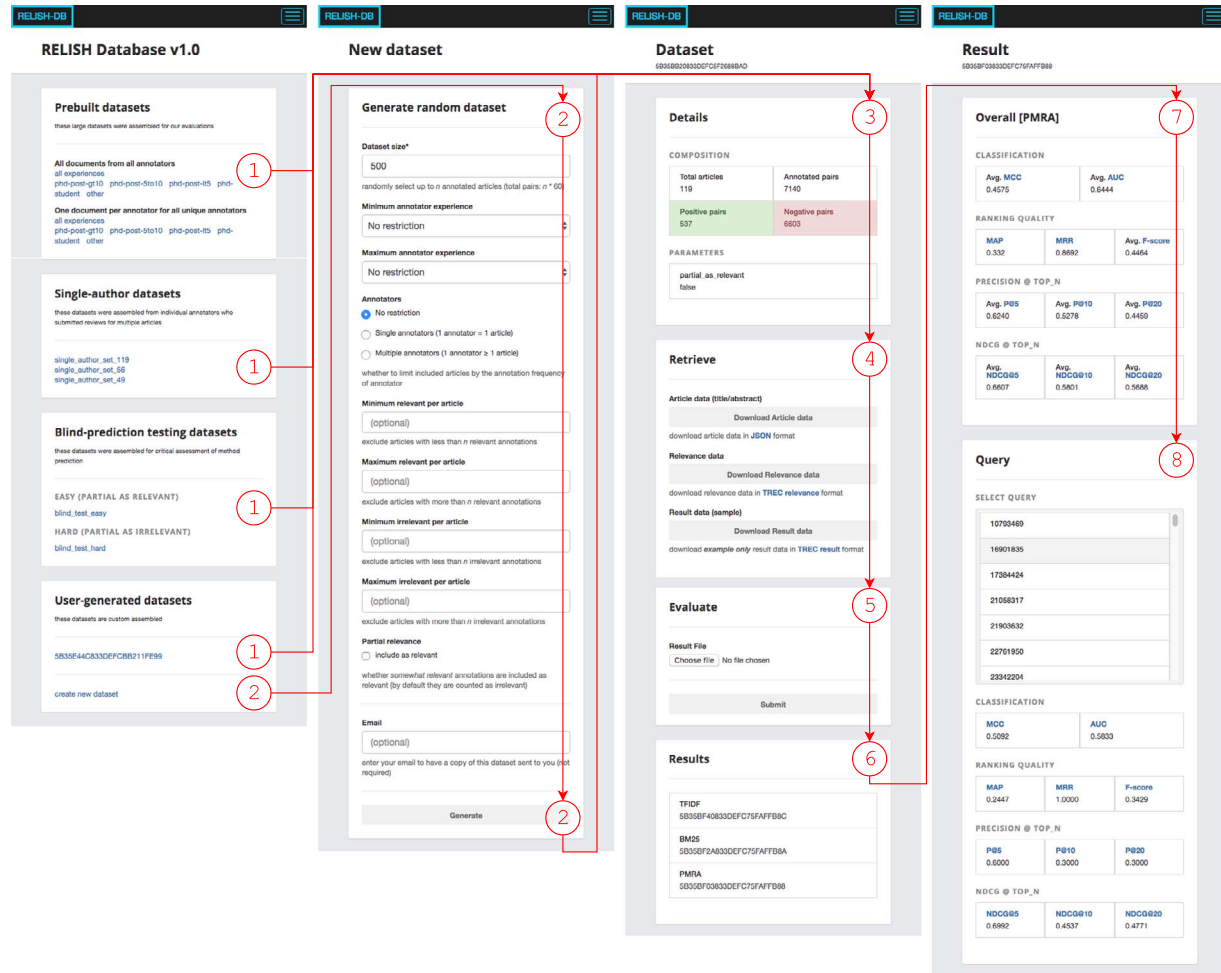 RELISH-DB
RELISH Database v1.0
Prebuilt datasets
these large datasets were assembled for our evaluations
All documents from all annotators
all experiences
phd-post-gt10 phd-post-5to10 phd-post-lt5 phd-
student other
One document per annotator for all unique annotators
all experiences
phd-post-gt10 phd-post-5to10 phd-post-lt5 phd-
student other
1
Single-author datasets
these datasets were assembled from individual annotators who
submitted reviews for multiple articles
single_author_set_119
single_author_set_56
single_author_set_49
1
Blind-prediction testing datasets
these datasets were assembled for critical assessment of method
prediction
EASY (PARTIAL AS RELEVANT)
blind_test_easy
HARD (PARTIAL AS IRRELEVANT)
blind_test_hard
1
User-generated datasets
these datasets are custom assembled
5B35E44C833DEFCBB211FE99
1
create new dataset
2
RELISH-DB
New dataset
Generate random dataset
2
Dataset size*
500
randomly select up to n annotated articles (total pairs: n * 60)
Minimum annotator experience
No restriction
Maximum annotator experience
No restriction
Annotators
No restriction
Single annotators (1 annotator = 1 article)
Multiple annotators (1 annotator ≥ 1 article)
whether to limit included articles by the annotation frequency
of annotator
Minimum relevant per article
(optional)
exclude articles with less than n relevant annotations
Maximum relevant per article
(optional)
exclude articles with more than n relevant annotations
Minimum irrelevant per article
(optional)
exclude articles with less than n irrelevant annotations
Maximum irrelevant per article
(optional)
exclude articles with more than n irrelevant annotations
Partial relevance
include as relevant
whether somewhat relevant annotations are included as
relevant (by default they are counted as irrelevant)
Email
(optional)
enter your email to have a copy of this dataset sent to you (not
required)
Generate
2
RELISH-DB
Dataset
5B35B020833DEFC5F2689BAD
Details
3
COMPOSITION
Total articles Annotated pairs
119 7140
Positive pairs Negative pairs
537 6603
PARAMETERS
partial_as_relevant
false
Retrieve
4
Article data (title/abstract)
Download Article data
download article data in JSON format
Relevance data
Download Relevance data
download relevance data in TREC relevance format
Result data (sample)
Download Result data
download example only result data in TREC result format
Evaluate
5
Result File
Choose file No file chosen
Submit
Results
6
TFIDF
5B35BF40833DEFC75FAFFB8C
BM25
5B35BF2A833DEFC75FAFFB8A
PMRA
5B35BF03833DEFC75FAFFB88
RELISH-DB
Result
5B35BF03833DEFC75FAFFB88
Overall [PMRA]
7
CLASSIFICATION
Avg. MCC Avg. AUC
0.4575 0.6444
RANKING QUALITY
MAP MRR Avg. F-score
0.332 0.8692 0.4464
PRECISION @ TOP_N
Avg. P@5 Avg. P@10 Avg. P@20
0.6240 0.5278 0.4459
NDCG @ TOP_N
Avg. Avg. Avg.
NDCG@5 NDCG@10 NDCG@20
0.6607 0.5801 0.5688
Query
8
SELECT QUERY
10793469
16901835
17384424
21058317
21903632
22761950
23342204
CLASSIFICATION
MCC AUC
0.5092 0.5833
RANKING QUALITY
MAP MRR F-score
0.2447 1.0000 0.3429
PRECISION @ TOP_N
P@5 P@10 P@20
0.6000 0.3000 0.3000
NDCG @ TOP_N
NDCG@5 NDCG@10 NDCG@20
0.6992 0.4537 0.4771